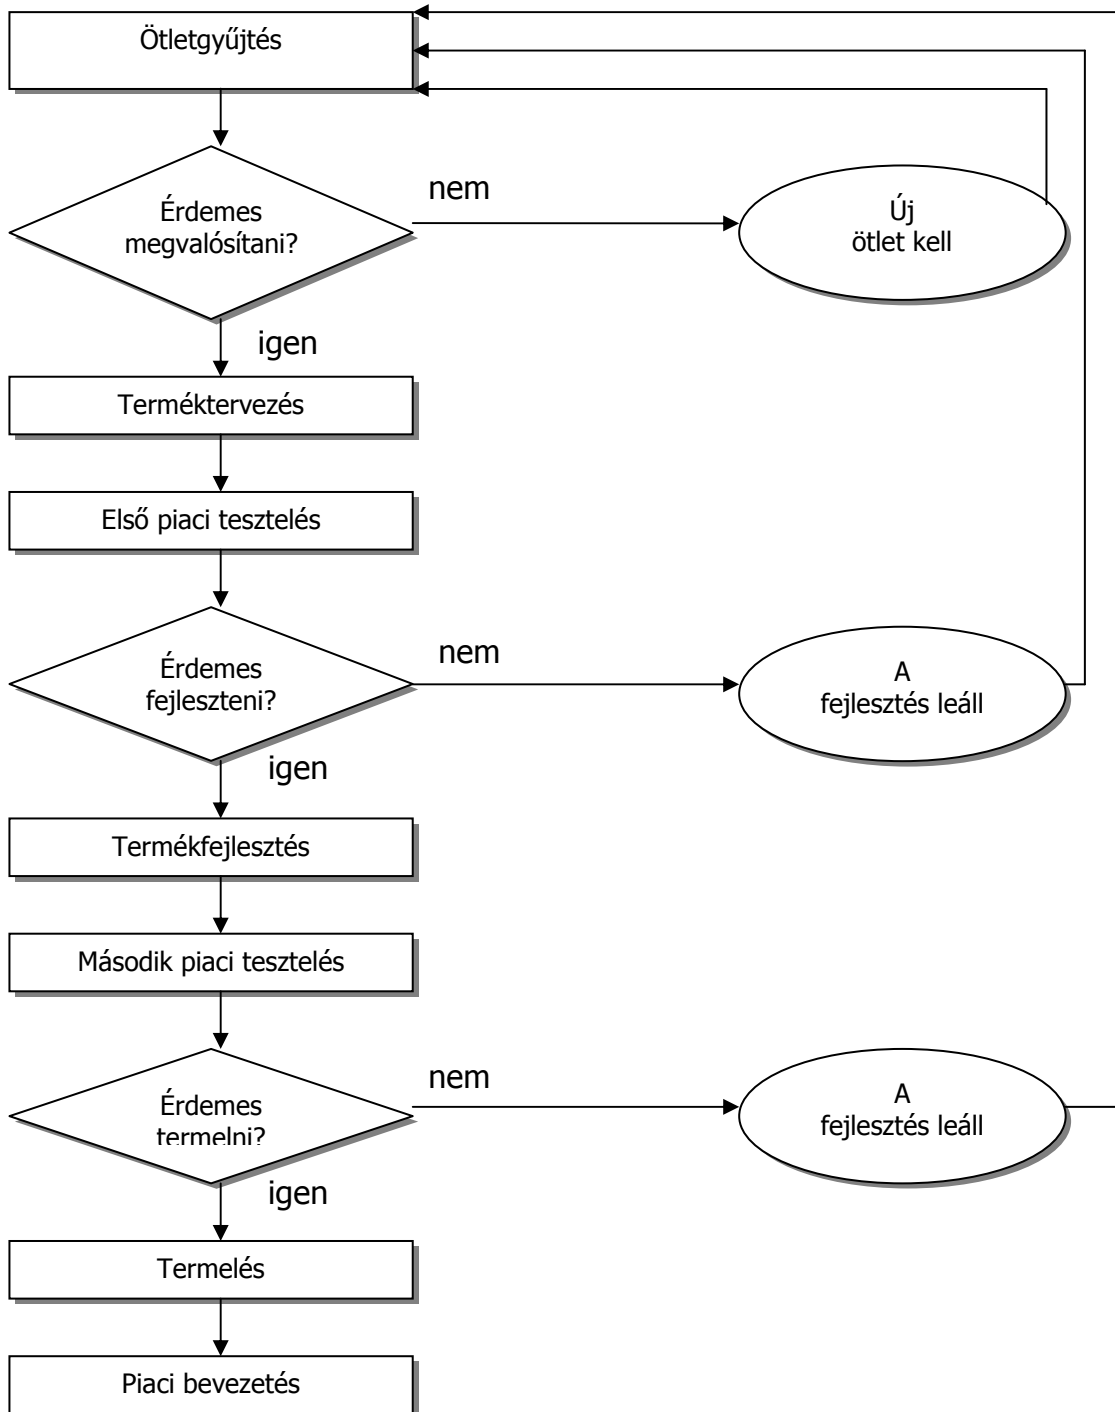 Ötletgyűjtés
Érdemes
megvalósítani?
nem
Új
ötlet kell
igen
Terméktervezés
Első piaci tesztelés
Érdemes
fejleszteni?
nem
A
fejlesztés leáll
igen
Termékfejlesztés
Második piaci tesztelés
Érdemes
termelni?
nem
A
fejlesztés leáll
igen
Termelés
Piaci bevezetés